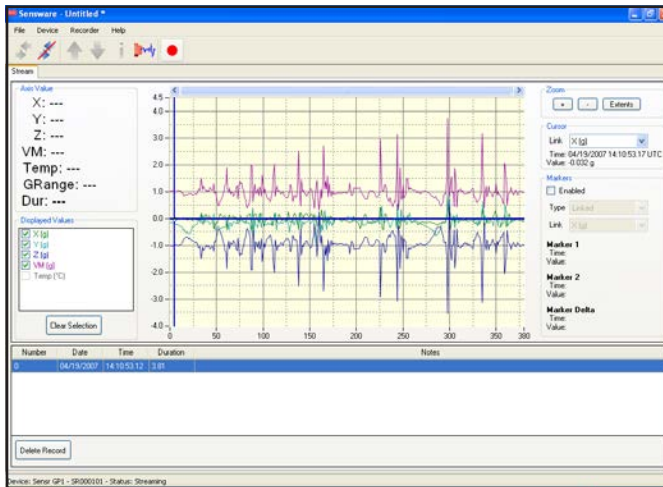 Sensware - Untitled *
File Device Recorder Help
Stream
Axis Value
X: ---
Y: ---
Z: ---
VM: ---
Temp: ---
GRange: ---
Dur: ---
Displayed Values
X (g)
Y (g)
Z (g)
VM (g)
Temp (°C)
Clear Selection
4.5
4.0
3.0
2.0
1.0
0.0
-1.0
-2.0
-3.0
-4.0
0 50 100 150 200 250 300 350 380
Zoom
+ - Extents
Cursor
Link X (g)
Time: 04/19/2007 14:10:53.17 UTC
Value: -0.032 g
Markers
Enabled
Type Linked
Link X (g)
Marker 1
Time:
Value:
Marker 2
Time:
Value:
Marker Delta
Time:
Value:
Number Date Time Duration Notes
0 04/19/2007 14:10:53.12 3.81
Delete Record
Device: Sensr GP1 - SR000101 - Status: Streaming